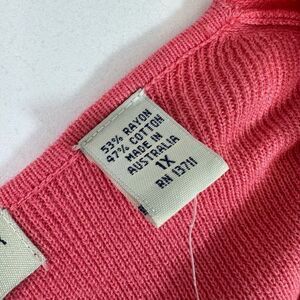 53% RAYON
47% COTTON
MADE IN
AUSTRALIA
1X
RN 13711